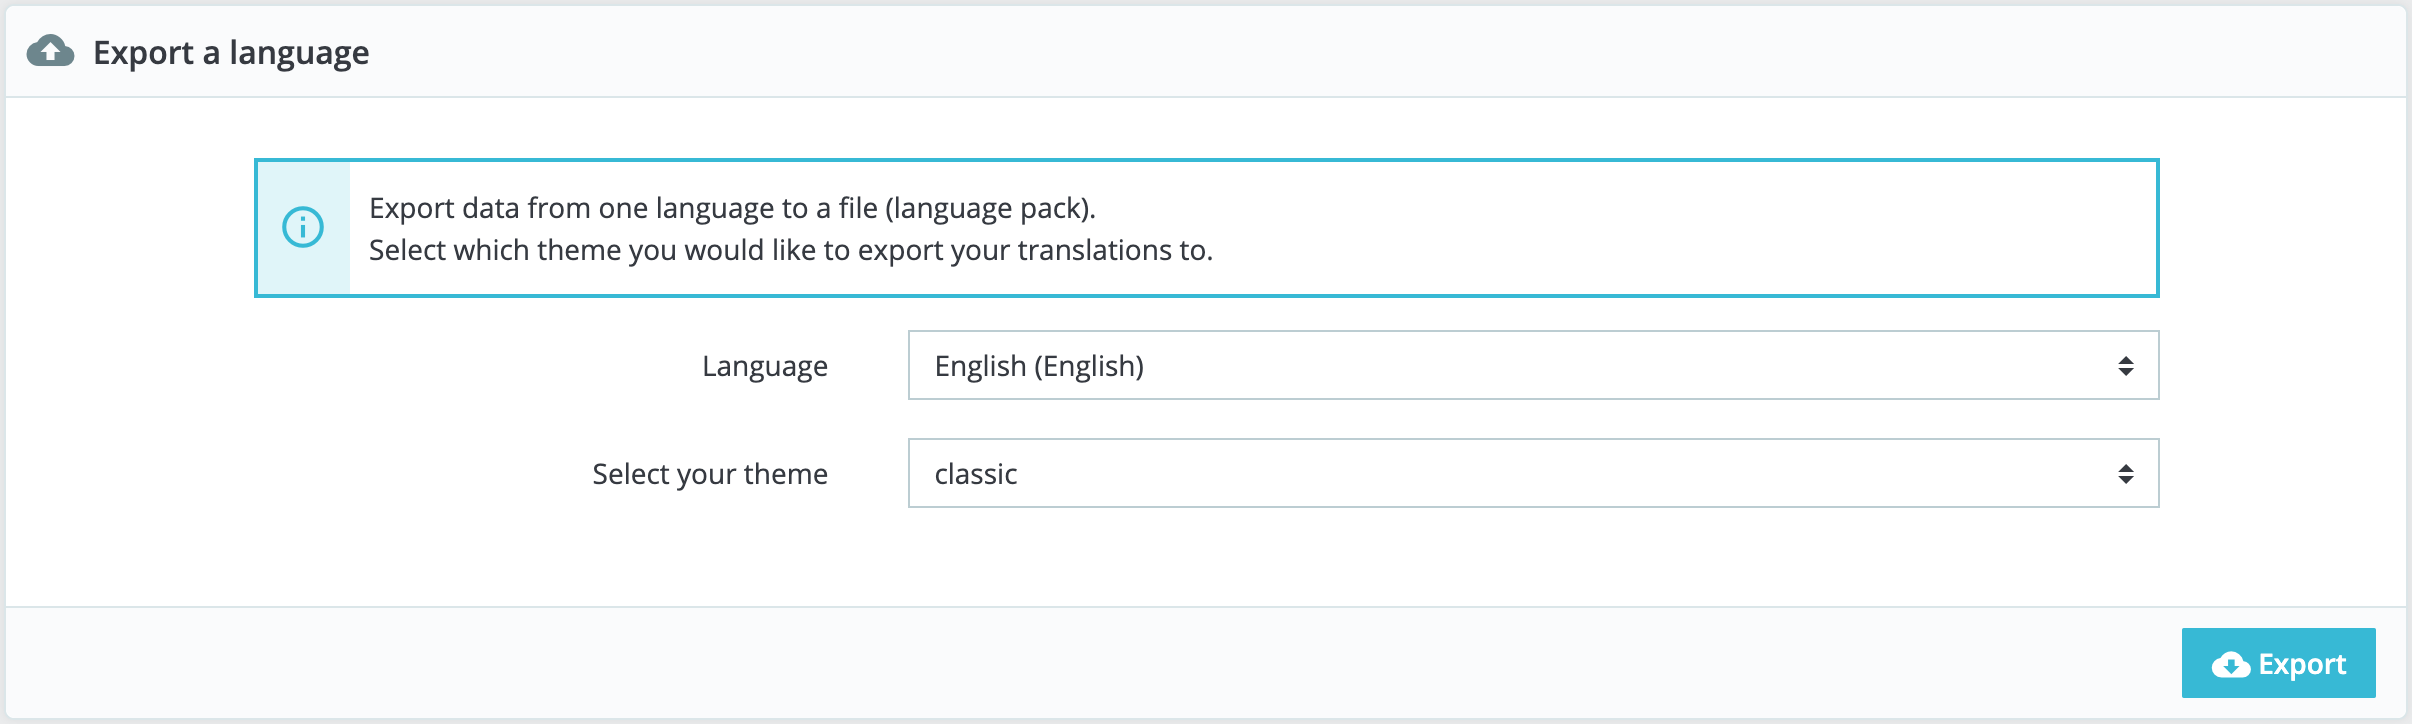 Export a language
Export data from one language to a file (language pack).
Select which theme you would like to export your translations to.
Language
English (English)
Select your theme
classic
Export